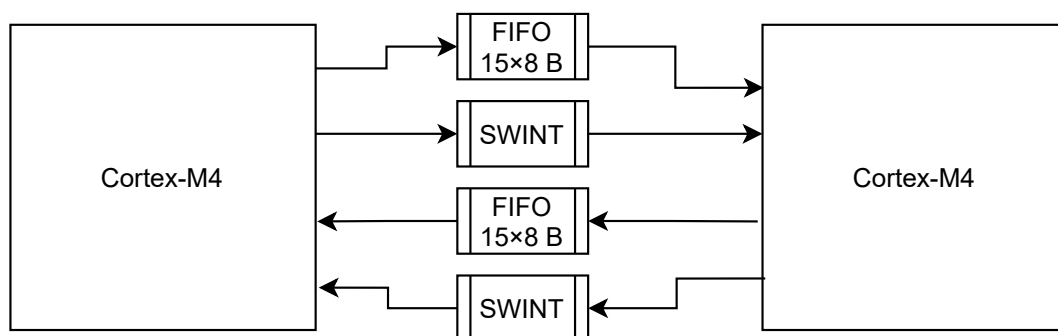 Cortex-M4
FIFO
15×8 B
SWINT
FIFO
15×8 B
SWINT
Cortex-M4